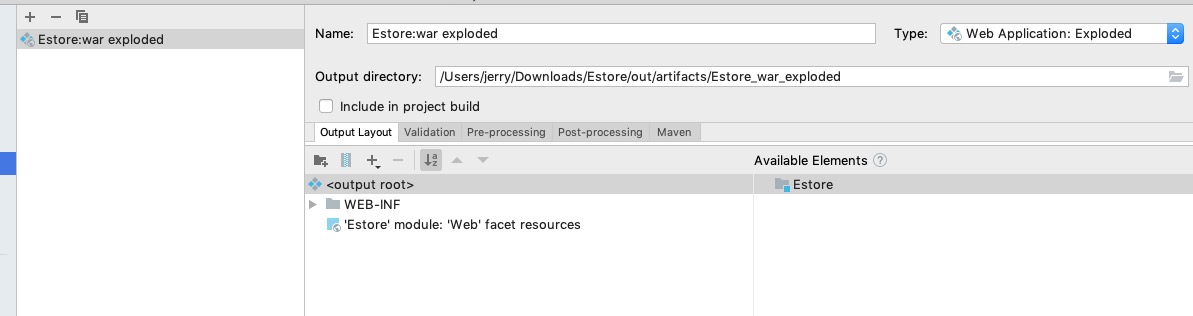 Estore:war exploded
Name: Estore:war exploded Type: Web Application: Exploded
Output directory: /Users/jerry/Downloads/Estore/out/artifacts/Estore_war_exploded
Include in project build
Output Layout Validation Pre-processing Post-processing Maven
Available Elements ?
<output root> Estore
WEB-INF
'Estore' module: 'Web' facet resources